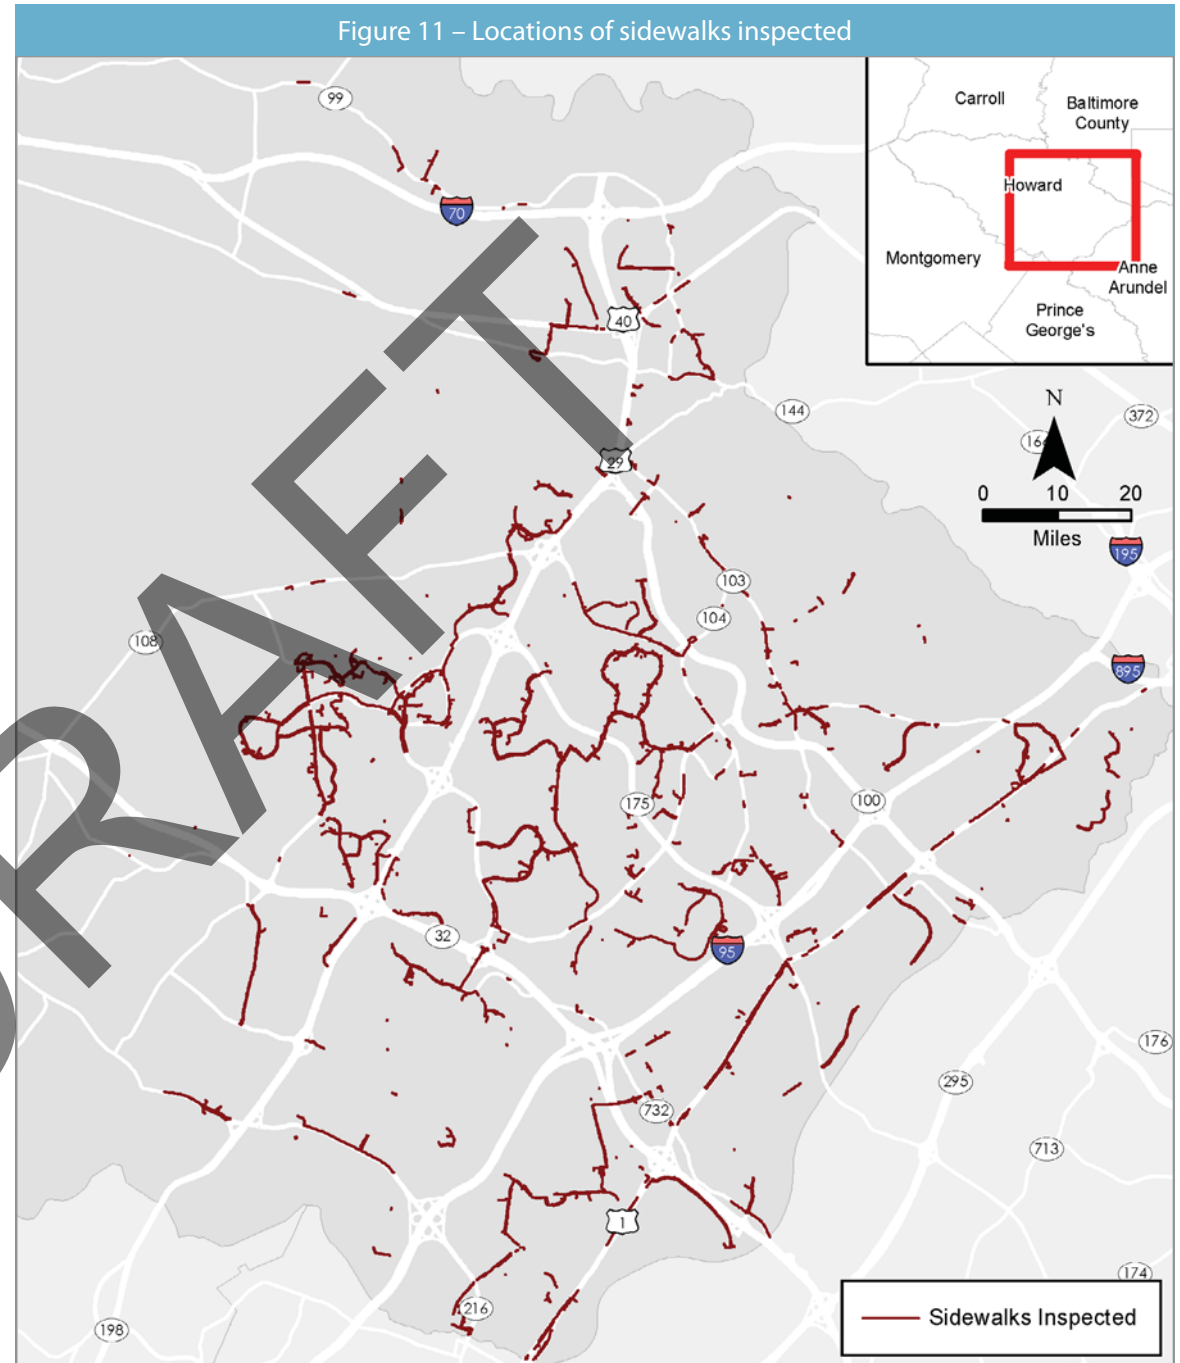 Figure 11 – Locations of sidewalks inspected
99
Carroll
Baltimore
County
Howard
70
Montgomery
Anne
Arundel
Prince
George's
40
144
N
372
166
29
0 10 20
Miles
195
103
104
108
895
175
100
32
95
176
295
732
713
1
174
216
Sidewalks Inspected
198
DRAFT